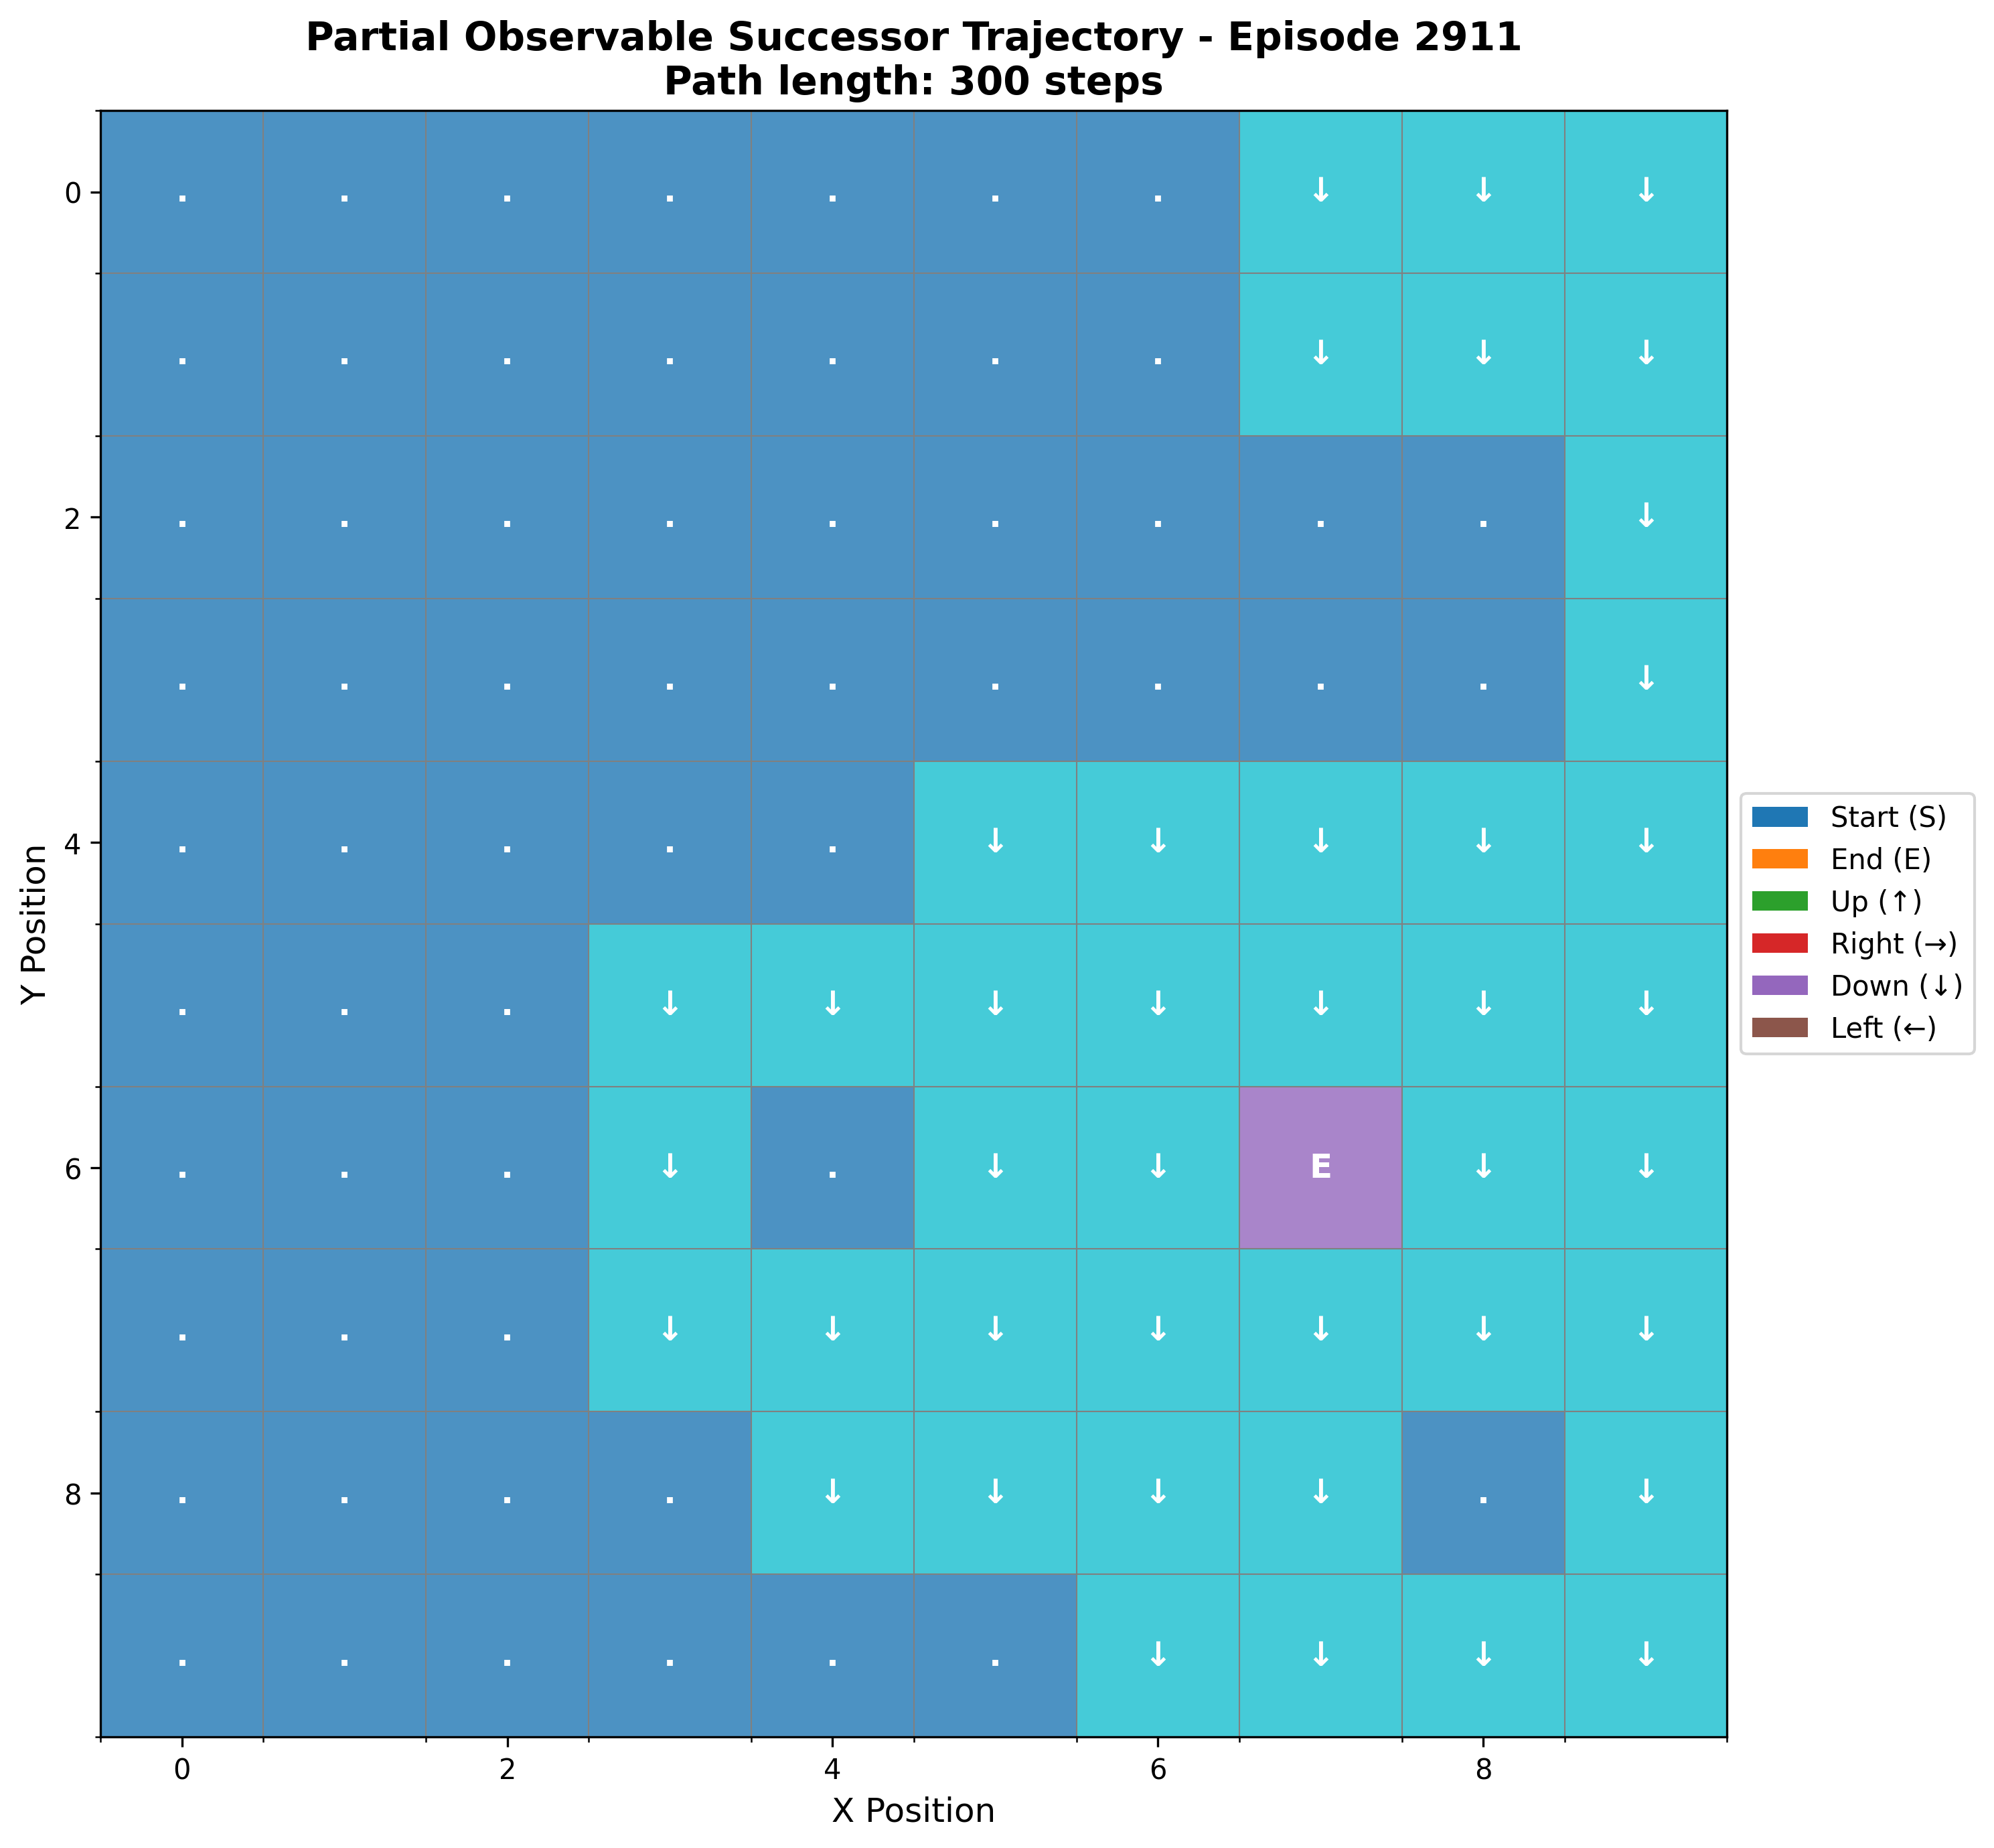 Partial Observable Successor Trajectory - Episode 2911
Path length: 300 steps
0 . . . . . . . ↓ ↓ ↓
. . . . . . . ↓ ↓ ↓
2 . . . . . . . . . ↓
. . . . . . . . . ↓
4 . . . . . ↓ ↓ ↓ ↓ ↓
. . . ↓ ↓ ↓ ↓ ↓ ↓ ↓
6 . . . ↓ . ↓ ↓ E ↓ ↓
. . . ↓ ↓ ↓ ↓ ↓ ↓ ↓
8 . . . . ↓ ↓ ↓ ↓ . ↓
. . . . . . ↓ ↓ ↓ ↓
0 2 4 6 8
X Position
Y Position
Start (S)
End (E)
Up (↑)
Right (→)
Down (↓)
Left (←)